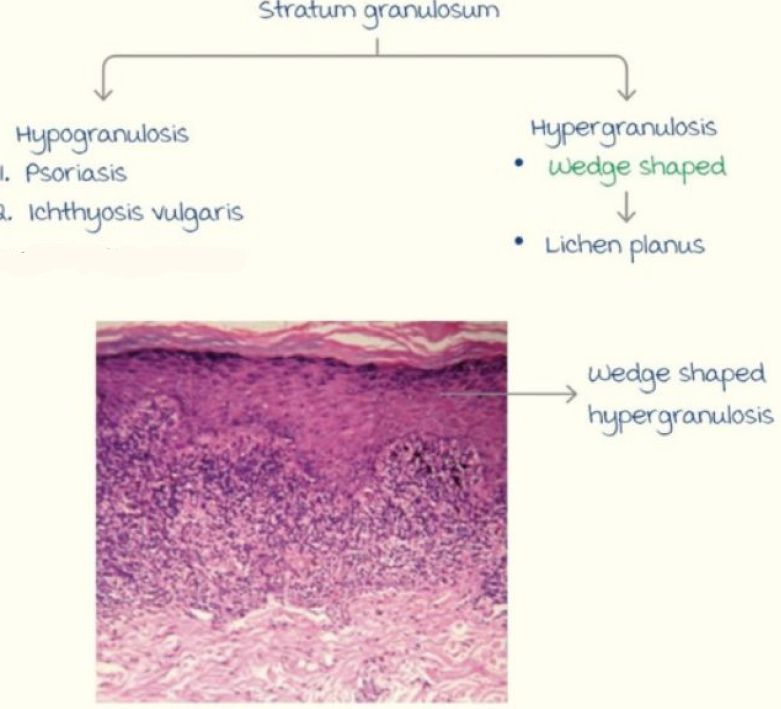 Stratum granulosum
Hypogranulosis
1. Psoriasis
2. Ichthyosis vulgaris
Hypergranulosis
• Wedge shaped
• Lichen planus
Wedge shaped
hypergranulosis